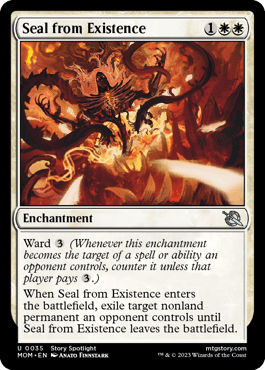 Seal from Existence 1
Enchantment
Ward 3 (Whenever this enchantment
becomes the target of a spell or ability an
opponent controls, counter it unless that
player pays 3.)
When Seal from Existence enters
the battlefield, exile target nonland
permanent an opponent controls until
Seal from Existence leaves the battlefield.
U 0035 Story Spotlight mtgstory.com
MOM • EN ANATO FINNSTARK ™ & © 2023 Wizards of the Coast